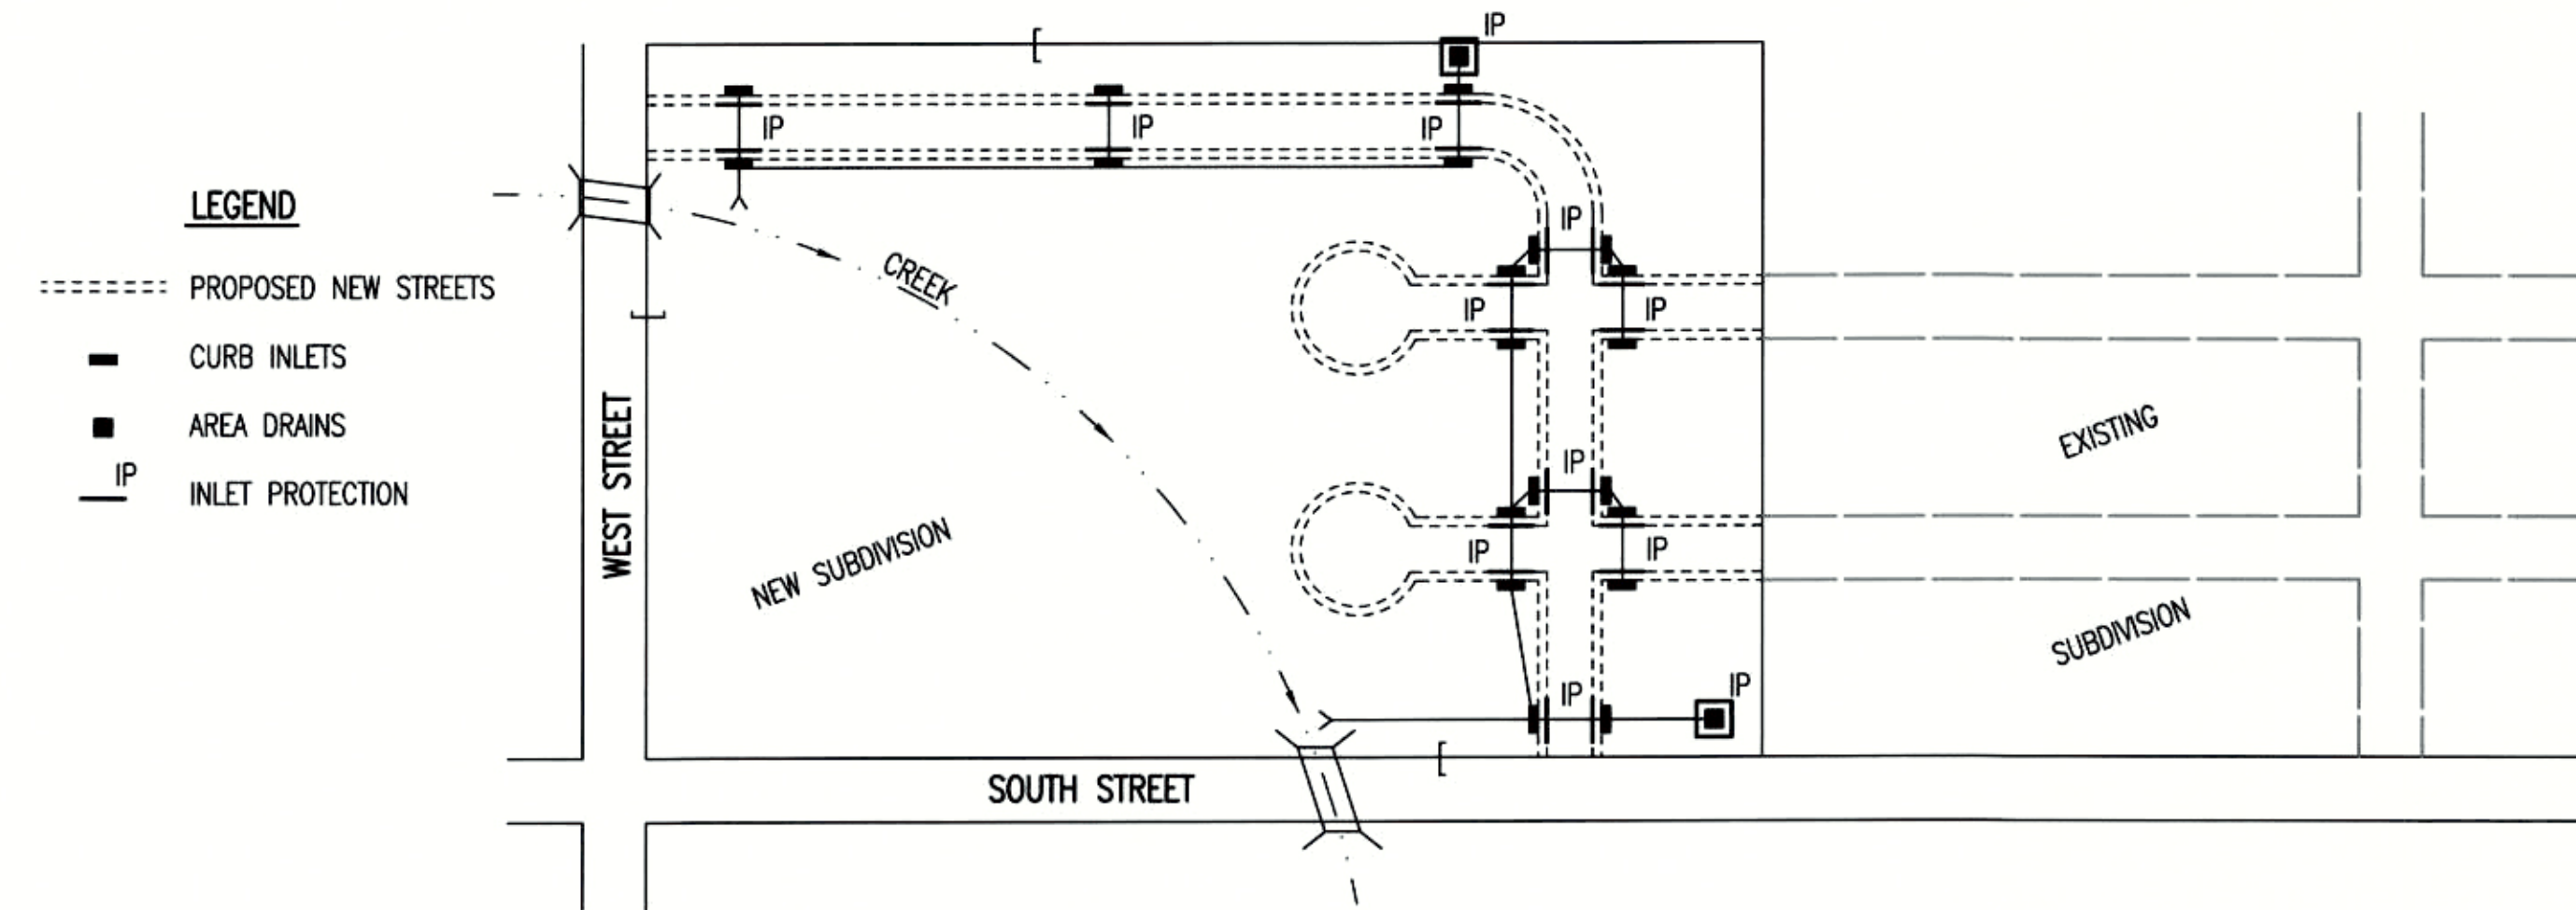 IP
IP
IP
IP
LEGEND
PROPOSED NEW STREETS
CURB INLETS
AREA DRAINS
IP
INLET PROTECTION
WEST STREET
CREEK
NEW SUBDIVISION
IP
IP
IP
IP
IP
IP
IP
IP
EXISTING
SUBDIVISION
SOUTH STREET